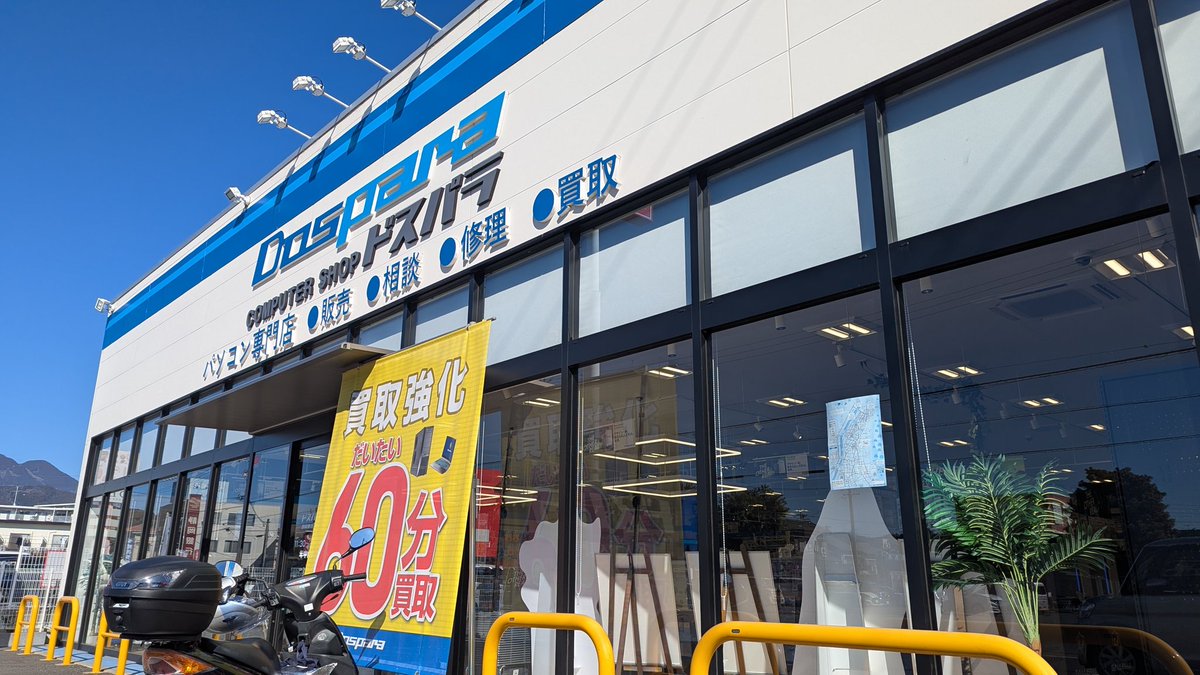 Dospara
COMPUTER SHOP ドスパラ
パソコン専門店 ●販売 ●相談 ●修理 ●買取
買取強化
だいたい
60分
買取
Dospara